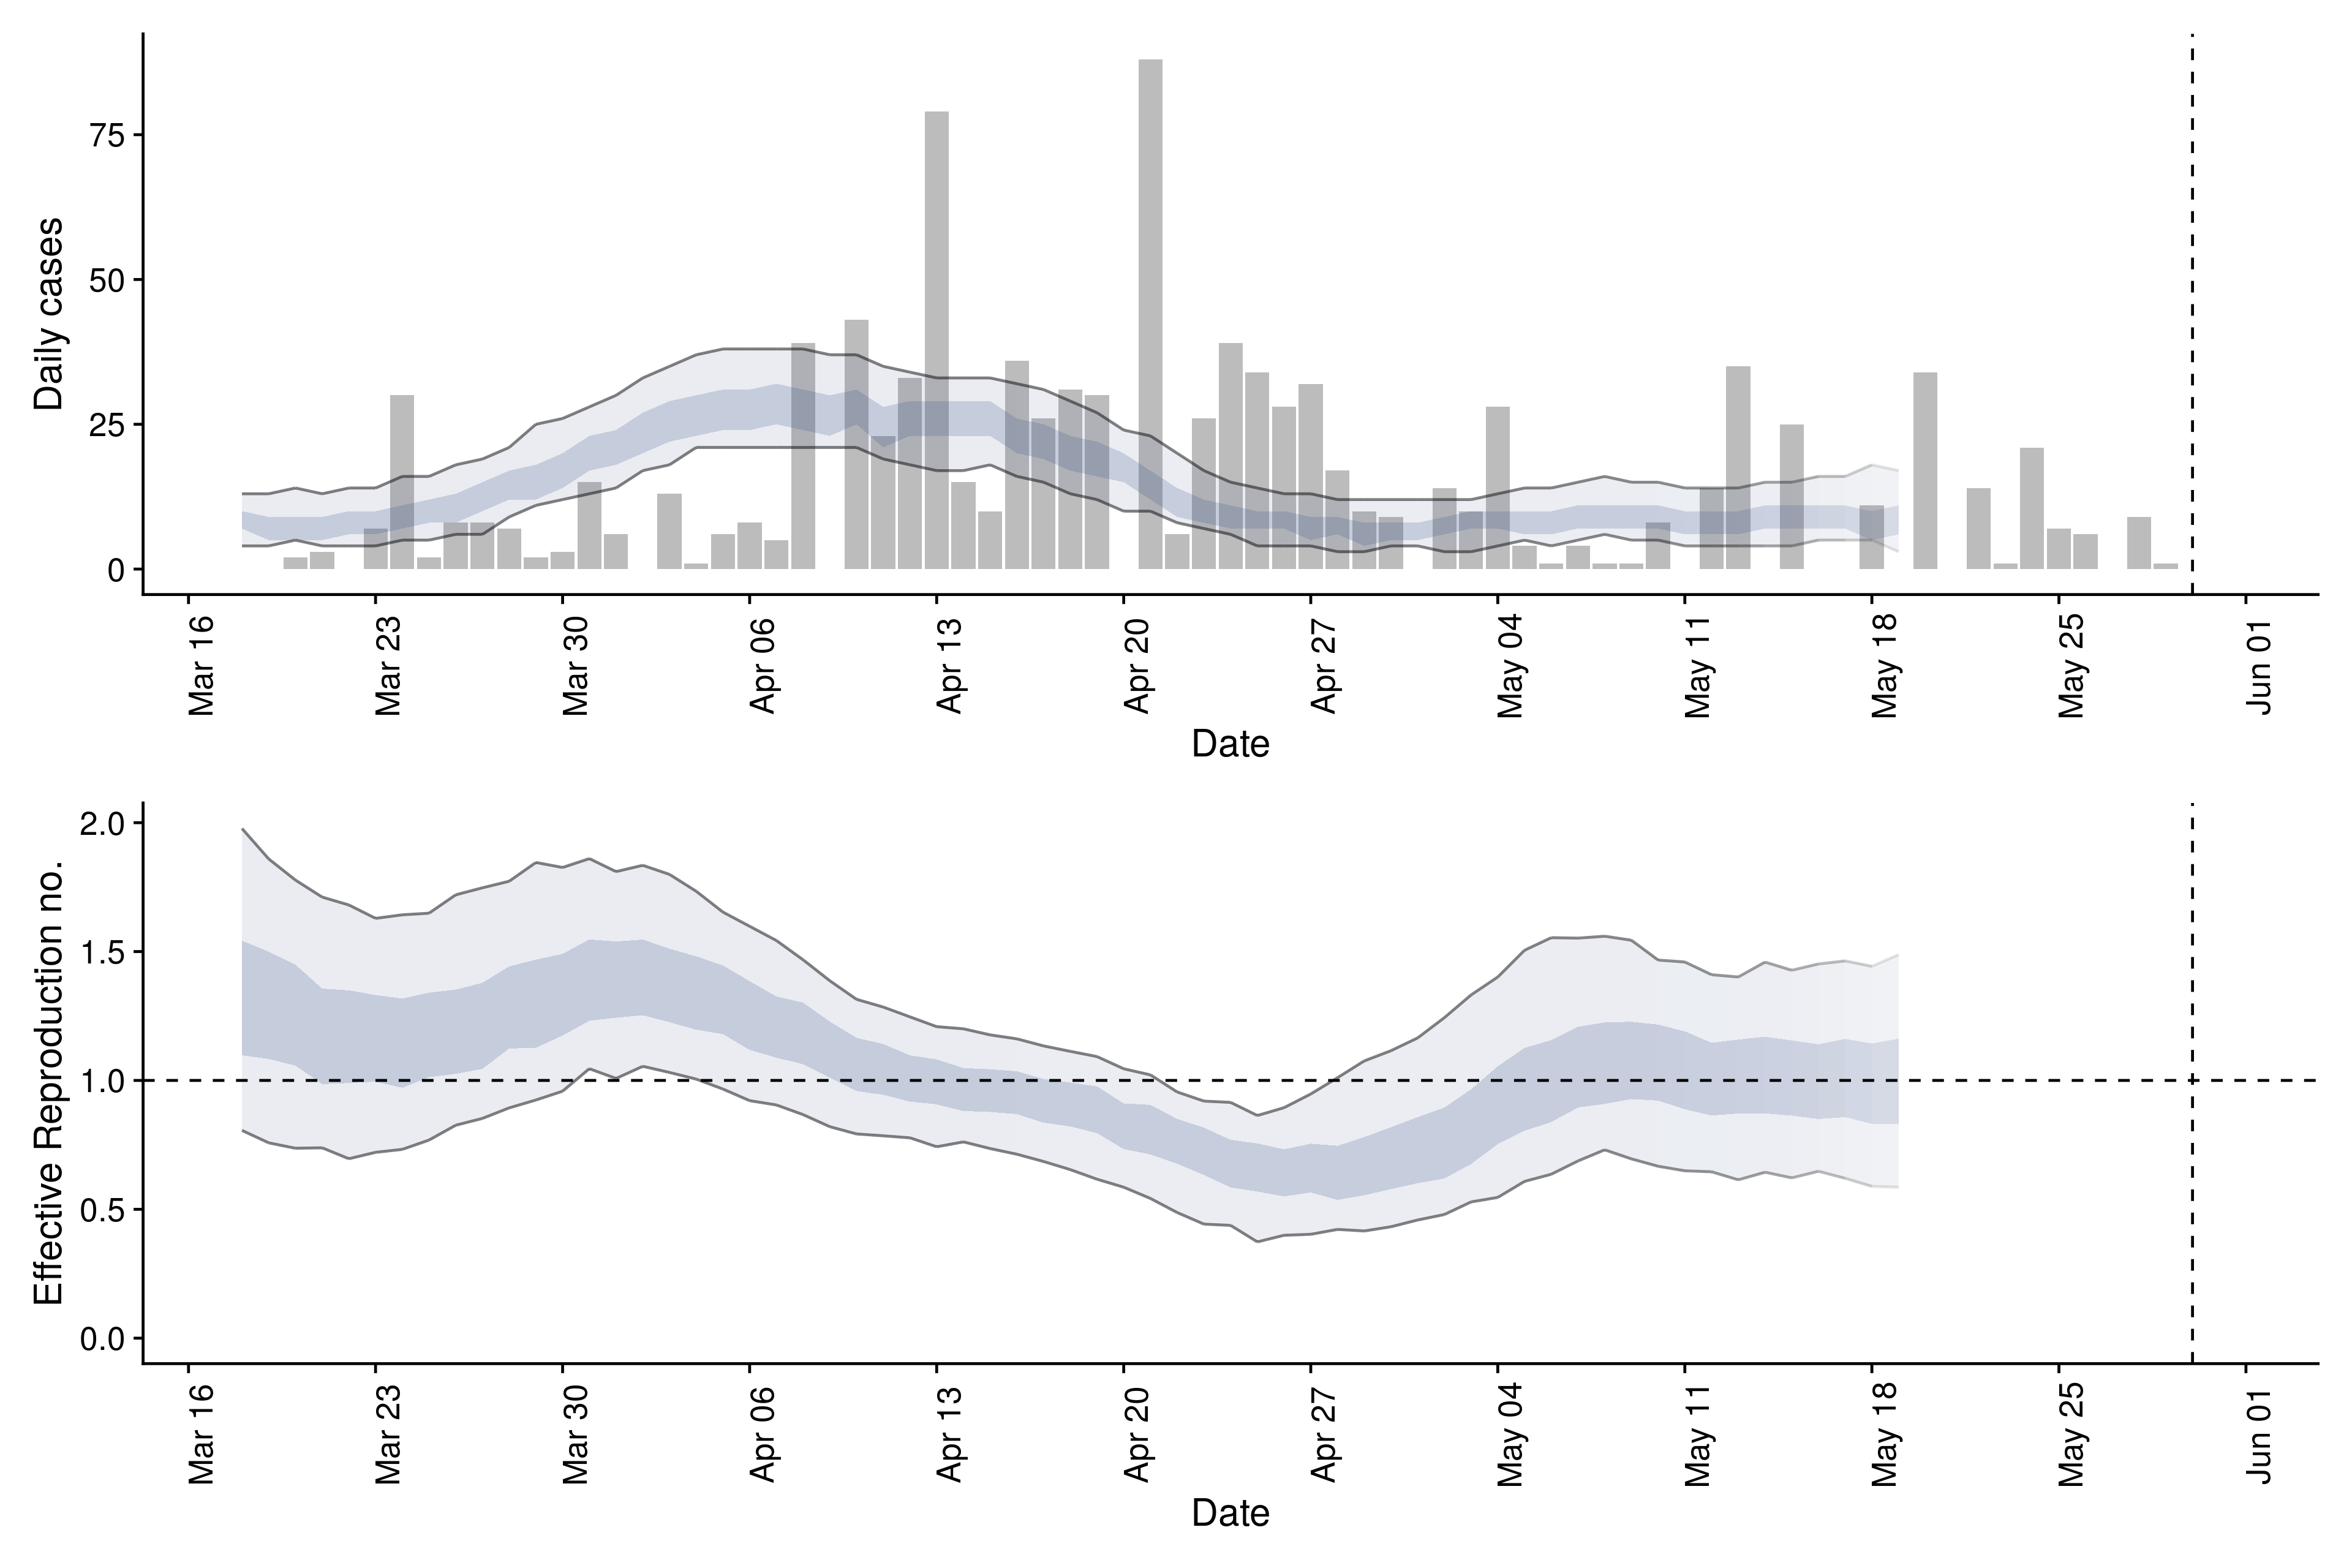 Daily cases
75
50
25
0
Mar 16
Mar 23
Mar 30
Apr 06
Apr 13
Apr 20
Apr 27
May 04
May 11
May 18
May 25
Jun 01
Date
Effective Reproduction no.
2.0
1.5
1.0
0.5
0.0
Mar 16
Mar 23
Mar 30
Apr 06
Apr 13
Apr 20
Apr 27
May 04
May 11
May 18
May 25
Jun 01
Date